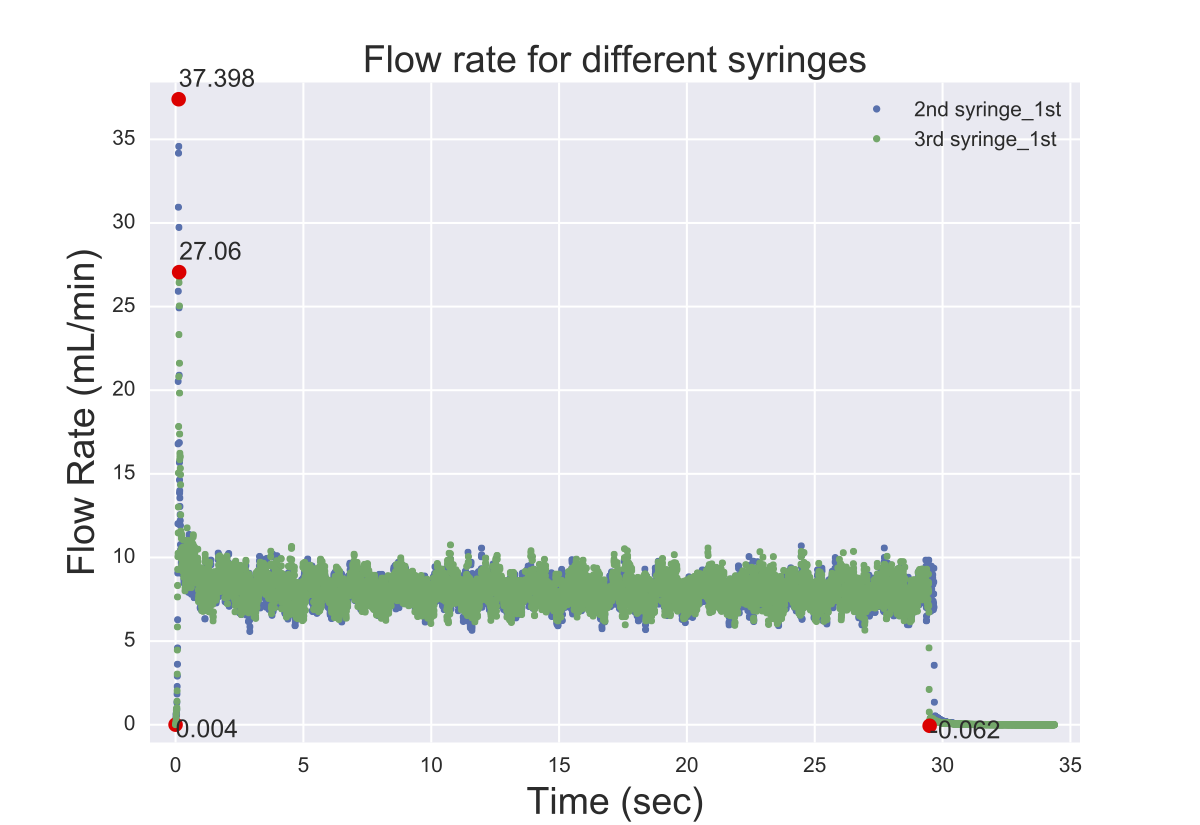 Flow rate for different syringes
37.398
2nd syringe_1st
3rd syringe_1st
27.06
35
30
25
20
15
10
5
0
Flow Rate (mL/min)
0.004
-0.062
0 5 10 15 20 25 30 35
Time (sec)